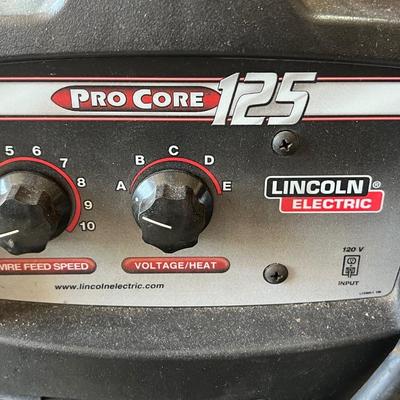 PRO CORE 125
5 6 7 8 9 10
WIRE FEED SPEED
A B C D E
VOLTAGE/HEAT
LINCOLN ®
ELECTRIC
120 V
INPUT
www.lincolnelectric.com